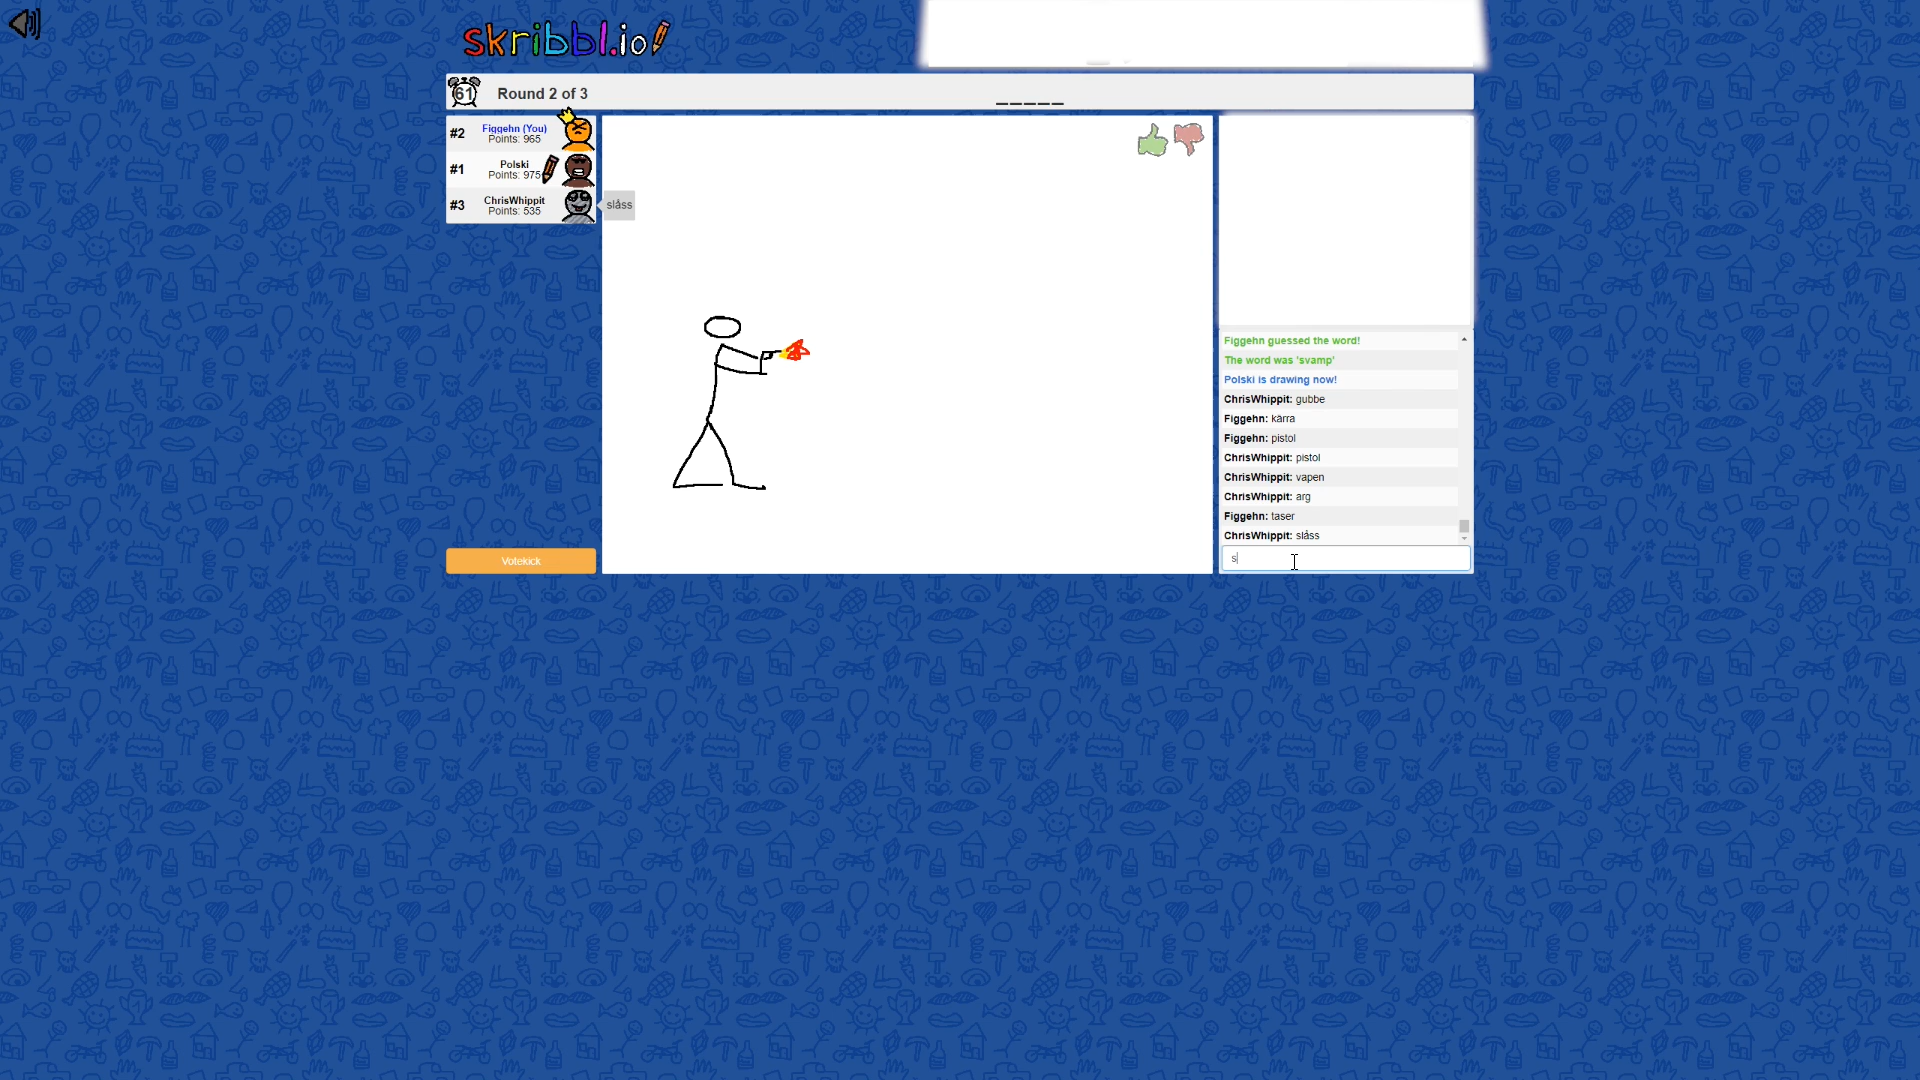 skribbl.io
61
Round 2 of 3
_____
#2
Figgehn (You)
Points: 965
#1
Polski
Points: 975
#3
ChrisWhippit
Points: 535
slåss
Votekick
Figgehn guessed the word!
The word was 'svamp'
Polski is drawing now!
ChrisWhippit: gubbe
Figgehn: kärra
Figgehn: pistol
ChrisWhippit: pistol
ChrisWhippit: vapen
ChrisWhippit: arg
Figgehn: taser
ChrisWhippit: slåss
s